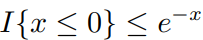 I{x ≤ 0} ≤ e^{−x}